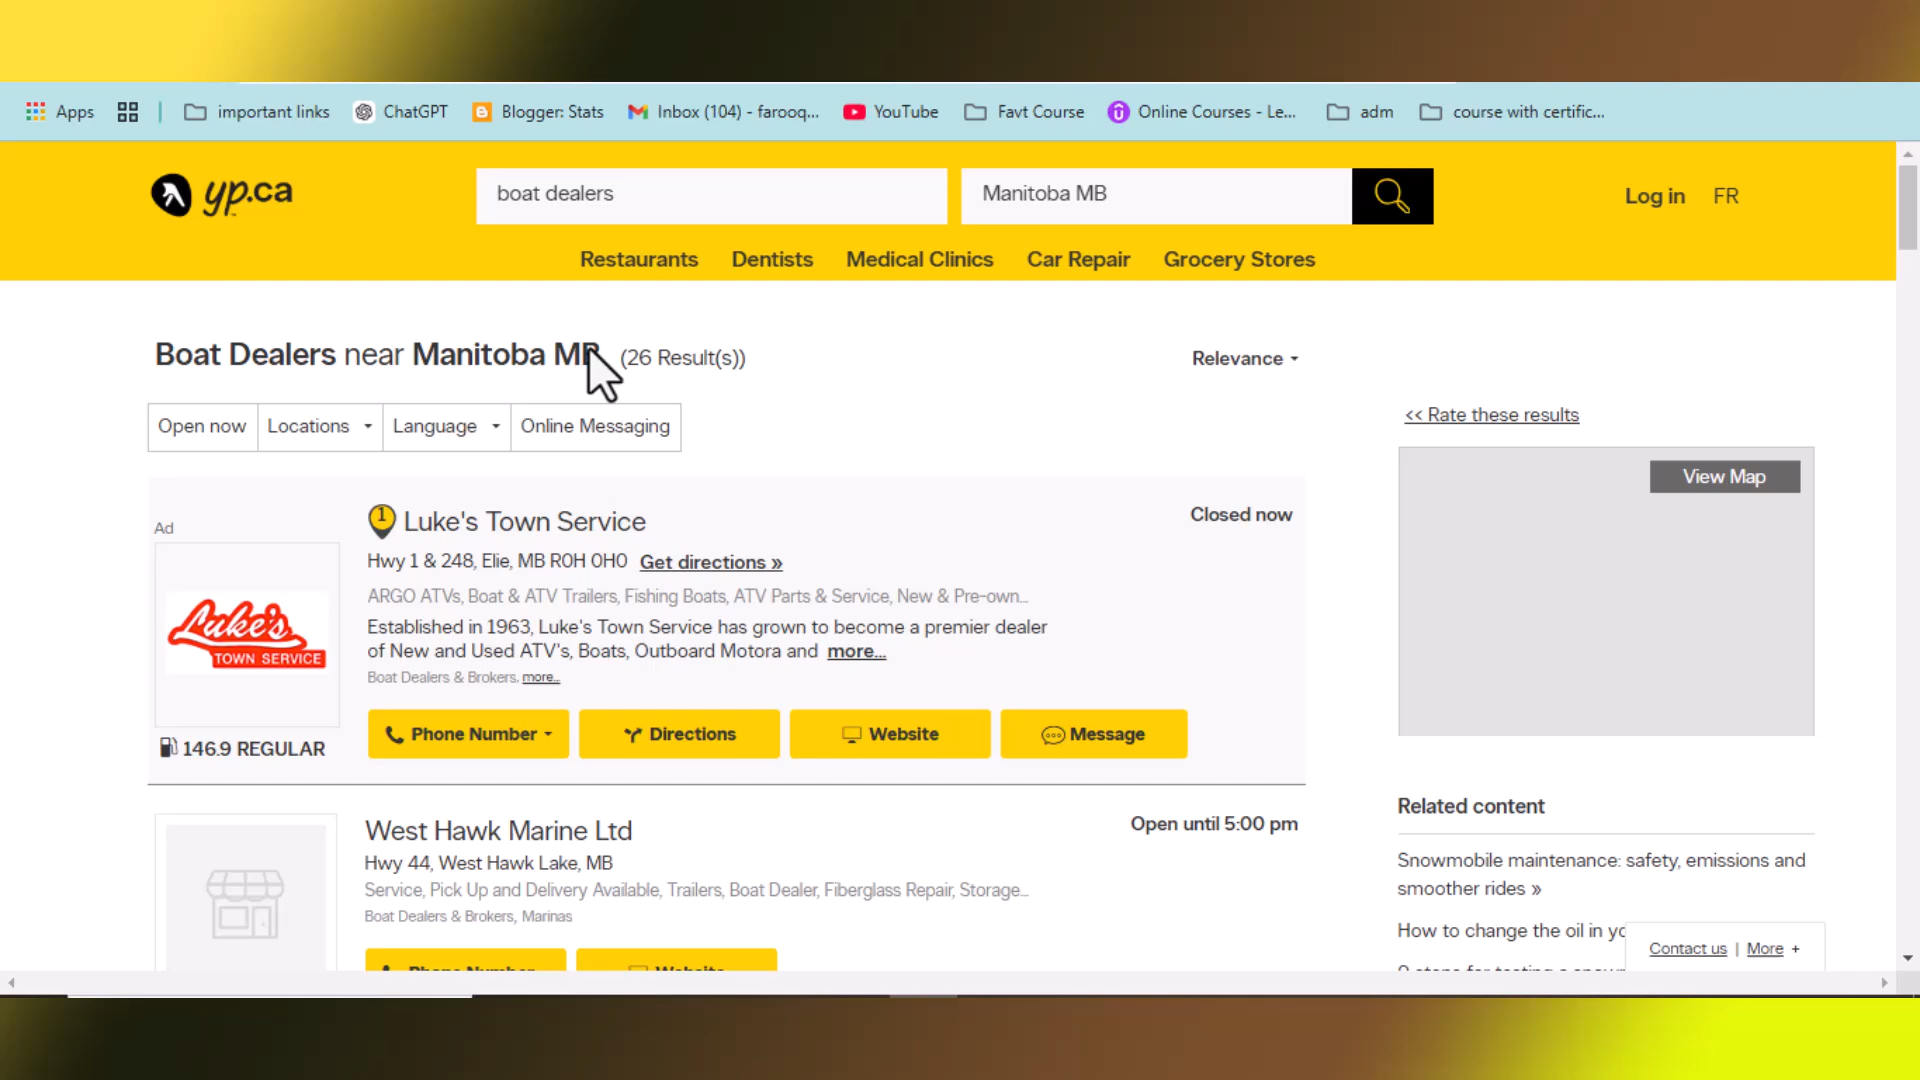 Apps
important links
ChatGPT
Blogger: Stats
Inbox (104) - farooq...
YouTube
Favt Course
Online Courses - Le...
adm
course with certific...
yp.ca
boat dealers
Manitoba MB
Log in
FR
Restaurants
Dentists
Medical Clinics
Car Repair
Grocery Stores
Boat Dealers near Manitoba MB (26 Result(s))
Relevance
Open now
Locations
Language
Online Messaging
<< Rate these results
View Map
Ad
1
Luke's Town Service
Closed now
Hwy 1 & 248, Elie, MB R0H 0H0 Get directions »
ARGO ATVs, Boat & ATV Trailers, Fishing Boats, ATV Parts & Service, New & Pre-own...
Established in 1963, Luke's Town Service has grown to become a premier dealer
of New and Used ATV's, Boats, Outboard Motora and more...
Boat Dealers & Brokers. more...
Luke's
TOWN SERVICE
146.9 REGULAR
Phone Number
Directions
Website
Message
West Hawk Marine Ltd
Open until 5:00 pm
Hwy 44, West Hawk Lake, MB
Service, Pick Up and Delivery Available, Trailers, Boat Dealer, Fiberglass Repair, Storage...
Boat Dealers & Brokers, Marinas
Phone Number
Website
Related content
Snowmobile maintenance: safety, emissions and
smoother rides »
How to change the oil in yo
Contact us | More +